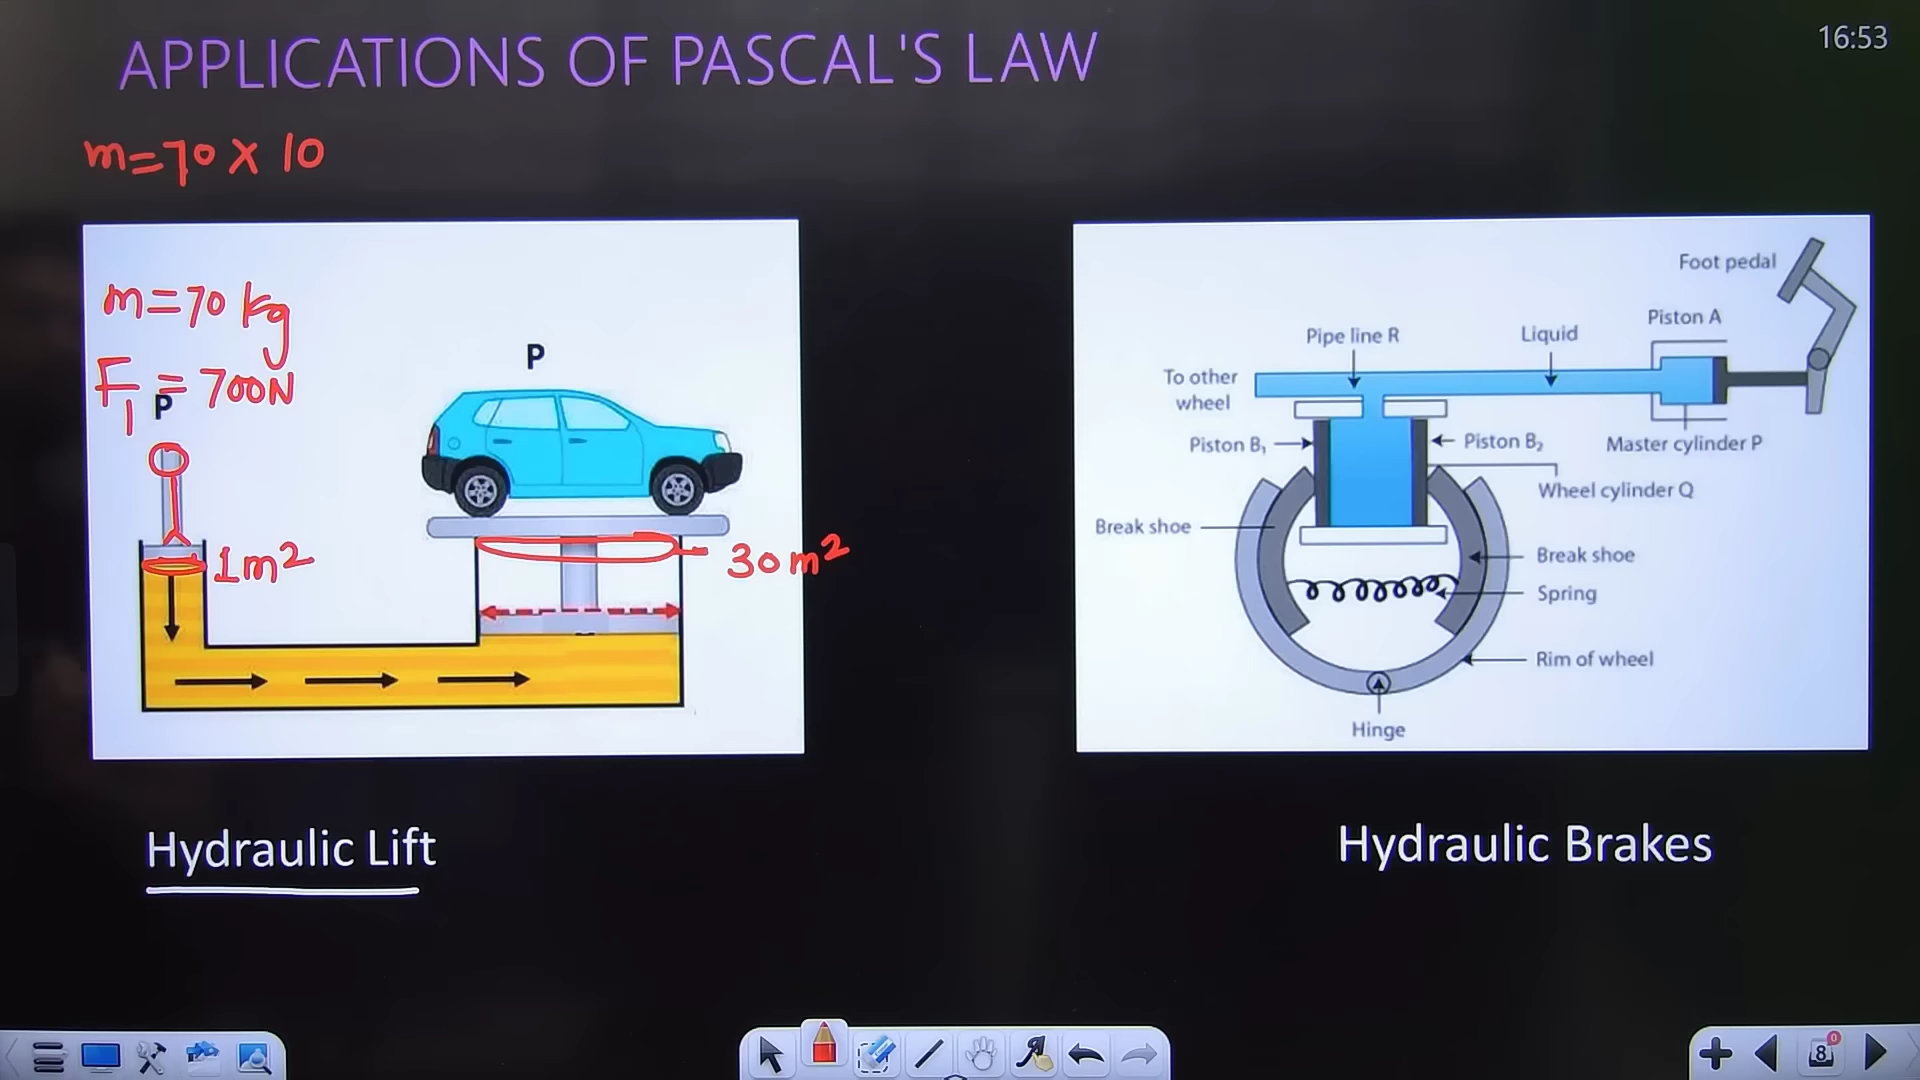 APPLICATIONS OF PASCAL'S LAW
16:53
m=70 x 10
m=70 kg
F1 = 700N
P
P
1m²
30m²
Hydraulic Lift
Foot pedal
Piston A
Pipe line R
Liquid
To other
wheel
Piston B₁
Piston B₂
Master cylinder P
Wheel cylinder Q
Break shoe
Break shoe
Spring
Rim of wheel
Hinge
Hydraulic Brakes
8
0